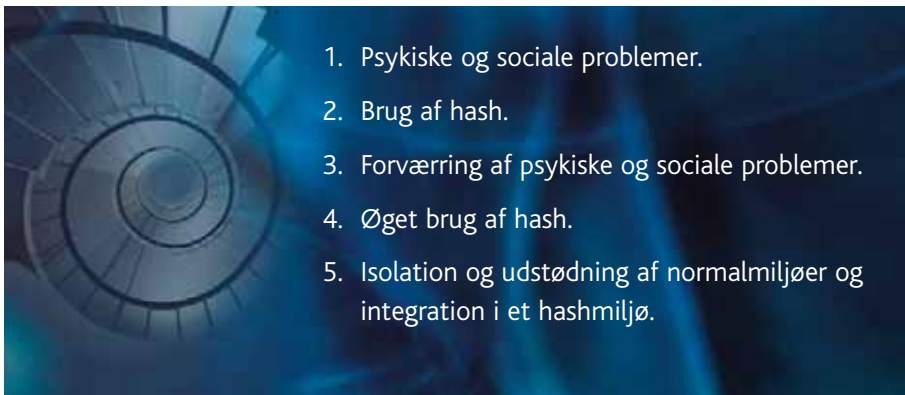 1. Psykiske og sociale problemer.
2. Brug af hash.
3. Forværring af psykiske og sociale problemer.
4. Øget brug af hash.
5. Isolation og udstødning af normalmiljøer og
integration i et hashmiljø.